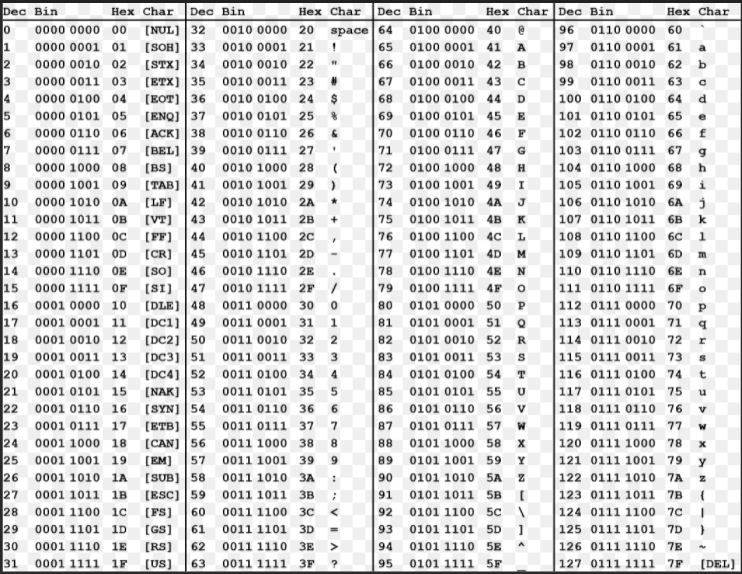 Dec Bin Hex Char Dec Bin Hex Char Dec Bin Hex Char Dec Bin Hex Char
0 0000 0000 00 [NUL] 32 0010 0000 20 space 64 0100 0000 40 @ 96 0110 0000 60 `
1 0000 0001 01 [SOH] 33 0010 0001 21 ! 65 0100 0001 41 A 97 0110 0001 61 a
2 0000 0010 02 [STX] 34 0010 0010 22 " 66 0100 0010 42 B 98 0110 0010 62 b
3 0000 0011 03 [ETX] 35 0010 0011 23 # 67 0100 0011 43 C 99 0110 0011 63 c
4 0000 0100 04 [EOT] 36 0010 0100 24 $ 68 0100 0100 44 D 100 0110 0100 64 d
5 0000 0101 05 [ENQ] 37 0010 0101 25 % 69 0100 0101 45 E 101 0110 0101 65 e
6 0000 0110 06 [ACK] 38 0010 0110 26 & 70 0100 0110 46 F 102 0110 0110 66 f
7 0000 0111 07 [BEL] 39 0010 0111 27 ' 71 0100 0111 47 G 103 0110 0111 67 g
8 0000 1000 08 [BS] 40 0010 1000 28 ( 72 0100 1000 48 H 104 0110 1000 68 h
9 0000 1001 09 [TAB] 41 0010 1001 29 ) 73 0100 1001 49 I 105 0110 1001 69 i
10 0000 1010 0A [LF] 42 0010 1010 2A * 74 0100 1010 4A J 106 0110 1010 6A j
11 0000 1011 0B [VT] 43 0010 1011 2B + 75 0100 1011 4B K 107 0110 1011 6B k
12 0000 1100 0C [FF] 44 0010 1100 2C , 76 0100 1100 4C L 108 0110 1100 6C l
13 0000 1101 0D [CR] 45 0010 1101 2D - 77 0100 1101 4D M 109 0110 1101 6D m
14 0000 1110 0E [SO] 46 0010 1110 2E . 78 0100 1110 4E N 110 0110 1110 6E n
15 0000 1111 0F [SI] 47 0010 1111 2F / 79 0100 1111 4F O 111 0110 1111 6F o
16 0001 0000 10 [DLE] 48 0011 0000 30 0 80 0101 0000 50 P 112 0111 0000 70 p
17 0001 0001 11 [DC1] 49 0011 0001 31 1 81 0101 0001 51 Q 113 0111 0001 71 q
18 0001 0010 12 [DC2] 50 0011 0010 32 2 82 0101 0010 52 R 114 0111 0010 72 r
19 0001 0011 13 [DC3] 51 0011 0011 33 3 83 0101 0011 53 S 115 0111 0011 73 s
20 0001 0100 14 [DC4] 52 0011 0100 34 4 84 0101 0100 54 T 116 0111 0100 74 t
21 0001 0101 15 [NAK] 53 0011 0101 35 5 85 0101 0101 55 U 117 0111 0101 75 u
22 0001 0110 16 [SYN] 54 0011 0110 36 6 86 0101 0110 56 V 118 0111 0110 76 v
23 0001 0111 17 [ETB] 55 0011 0111 37 7 87 0101 0111 57 W 119 0111 0111 77 w
24 0001 1000 18 [CAN] 56 0011 1000 38 8 88 0101 1000 58 X 120 0111 1000 78 x
25 0001 1001 19 [EM] 57 0011 1001 39 9 89 0101 1001 59 Y 121 0111 1001 79 y
26 0001 1010 1A [SUB] 58 0011 1010 3A : 90 0101 1010 5A Z 122 0111 1010 7A z
27 0001 1011 1B [ESC] 59 0011 1011 3B ; 91 0101 1011 5B [ 123 0111 1011 7B {
28 0001 1100 1C [FS] 60 0011 1100 3C < 92 0101 1100 5C \ 124 0111 1100 7C |
29 0001 1101 1D [GS] 61 0011 1101 3D = 93 0101 1101 5D ] 125 0111 1101 7D }
30 0001 1110 1E [RS] 62 0011 1110 3E > 94 0101 1110 5E ^ 126 0111 1110 7E ~
31 0001 1111 1F [US] 63 0011 1111 3F ? 95 0101 1111 5F _ 127 0111 1111 7F [DEL]